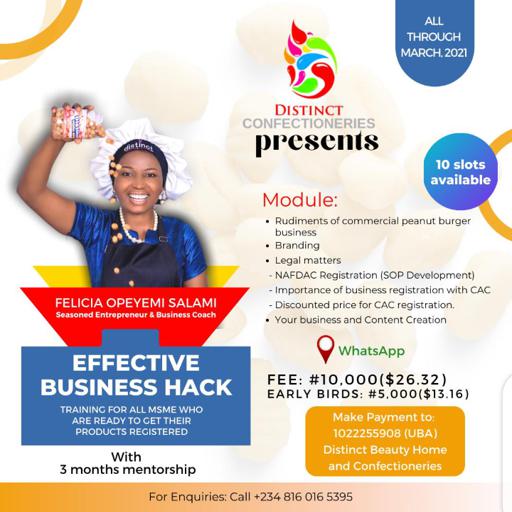 ALL
THROUGH
MARCH, 2021
DISTINCT
CONFECTIONERIES
presents
10 slots
available
distinct
Module:
• Rudiments of commercial peanut burger
business
• Branding
• Legal matters
- NAFDAC Registration (SOP Development)
- Importance of business registration with CAC
- Discounted price for CAC registration.
• Your business and Content Creation
FELICIA OPEYEMI SALAMI
Seasoned Entrepreneur & Business Coach
WhatsApp
EFFECTIVE
BUSINESS HACK
TRAINING FOR ALL MSME WHO
ARE READY TO GET THEIR
PRODUCTS REGISTERED
With
3 months mentorship
FEE: #10,000($26.32)
EARLY BIRDS: #5,000($13.16)
Make Payment to:
1022255908 (UBA)
Distinct Beauty Home
and Confectioneries
For Enquiries: Call +234 816 016 5395